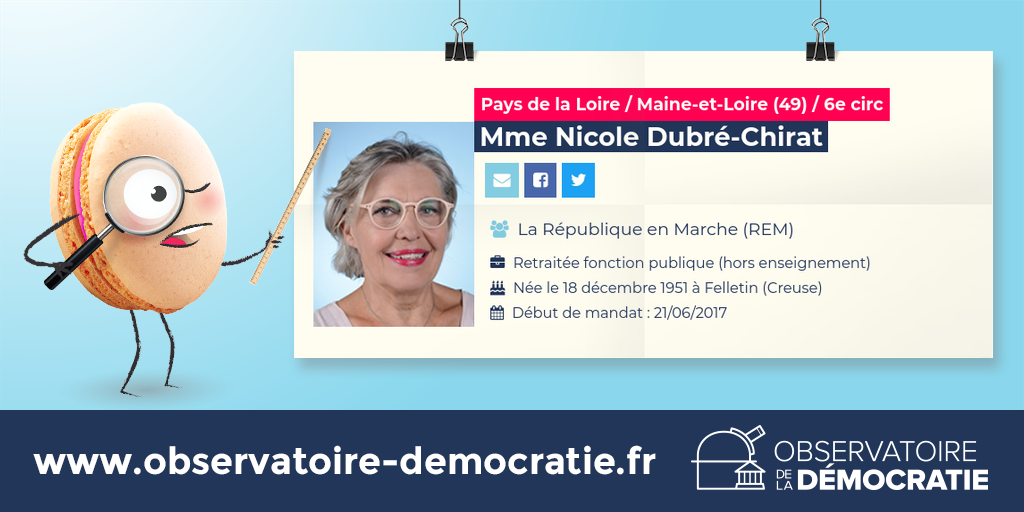 Pays de la Loire / Maine-et-Loire (49) / 6e circ
Mme Nicole Dubré-Chirat
La République en Marche (REM)
Retraitée fonction publique (hors enseignement)
Née le 18 décembre 1951 à Felletin (Creuse)
Début de mandat : 21/06/2017
www.observatoire-democratie.fr
OBSERVATOIRE
DE LA DÉMOCRATIE